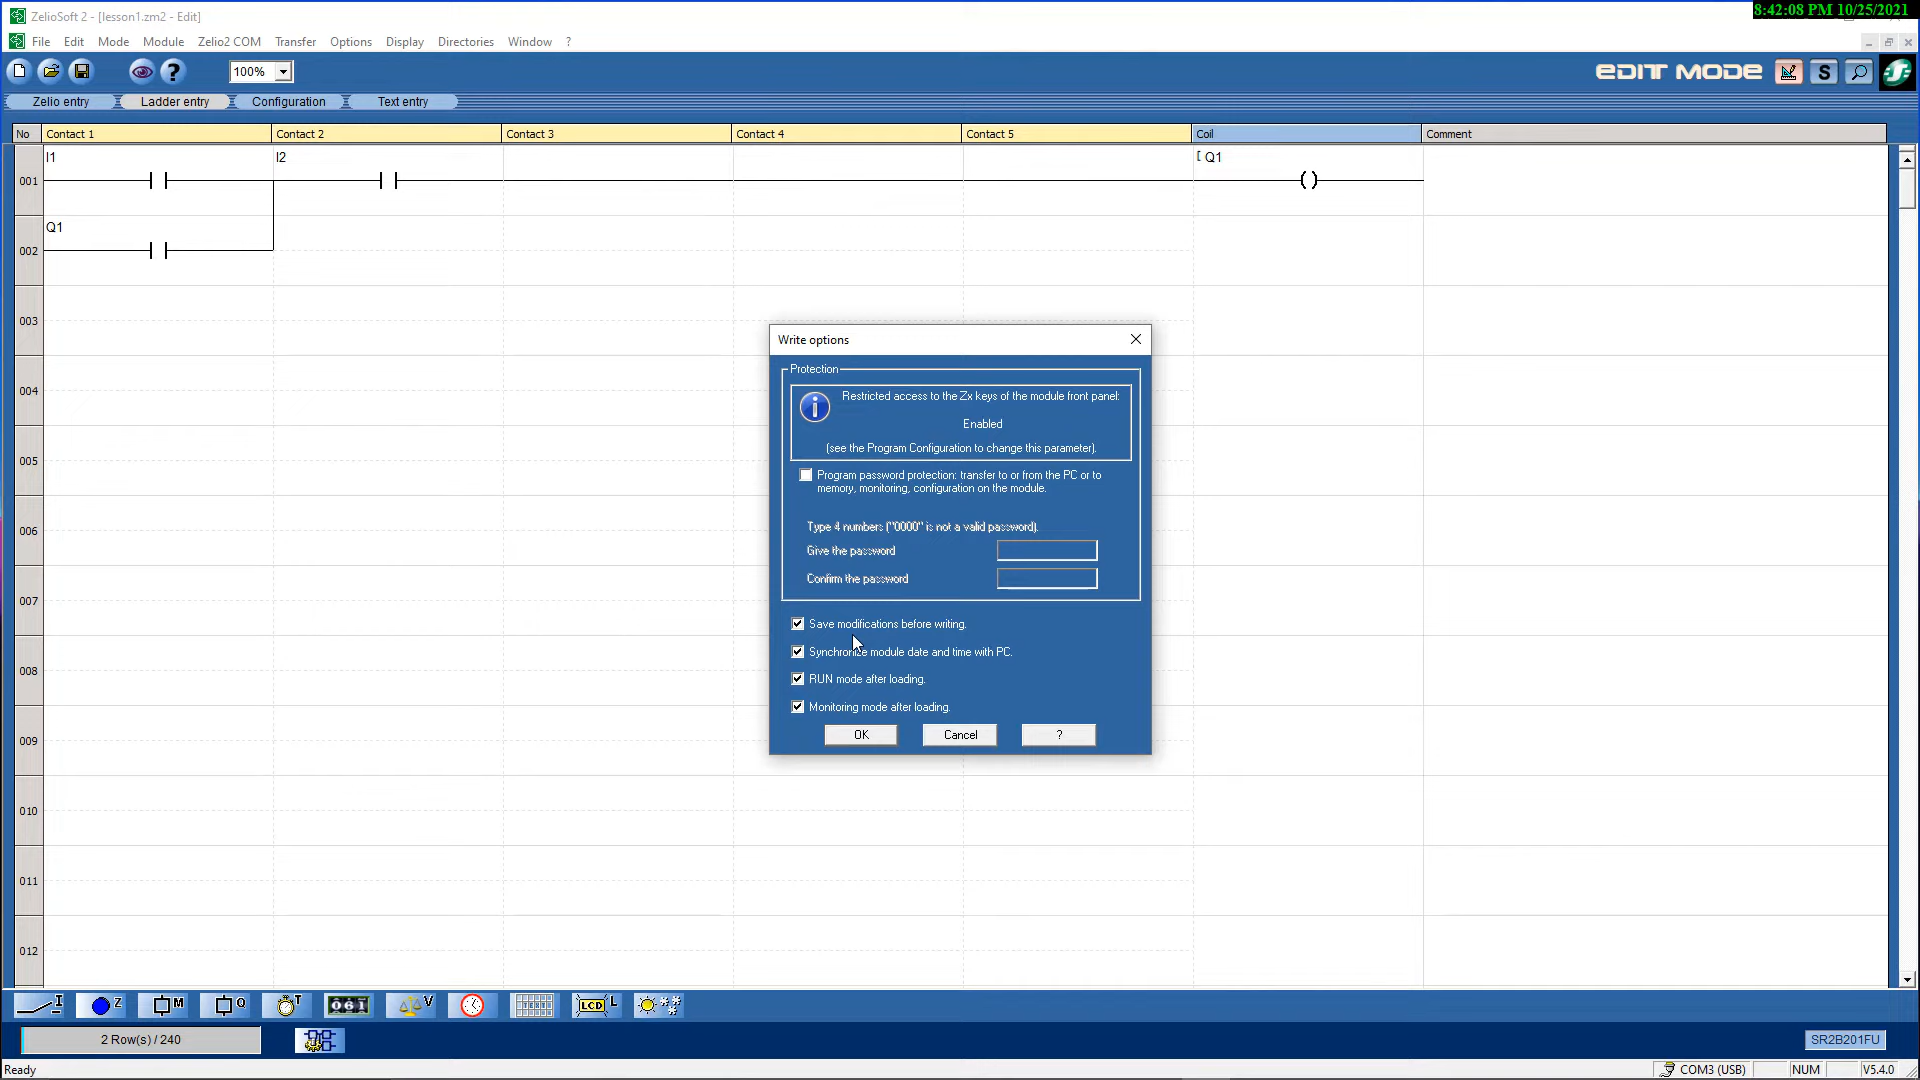 ZelioSoft 2 - [lesson1.zm2 - Edit]
8:42:08 PM 10/25/2021
File Edit Mode Module Zelio2 COM Transfer Options Display Directories Window ?
100%
EDIT MODE
S
Zelio entry Ladder entry Configuration Text entry
No Contact 1 Contact 2 Contact 3 Contact 4 Contact 5 Coil Comment
I1 I2 [ Q1
001
Q1
002
003
004
005
006
007
008
009
010
011
012
Write options
Protection
Restricted access to the Zx keys of the module front panel:
Enabled
(see the Program Configuration to change this parameter).
Program password protection: transfer to or from the PC or to
memory, monitoring, configuration on the module.
Type 4 numbers ("0000" is not a valid password).
Give the password
Confirm the password
Save modifications before writing.
Synchronize module date and time with PC.
RUN mode after loading.
Monitoring mode after loading.
OK Cancel ?
I Z M Q T 061 V TEXT LCD L
2 Row(s) / 240
SR2B201FU
Ready COM3 (USB) NUM V5.4.0